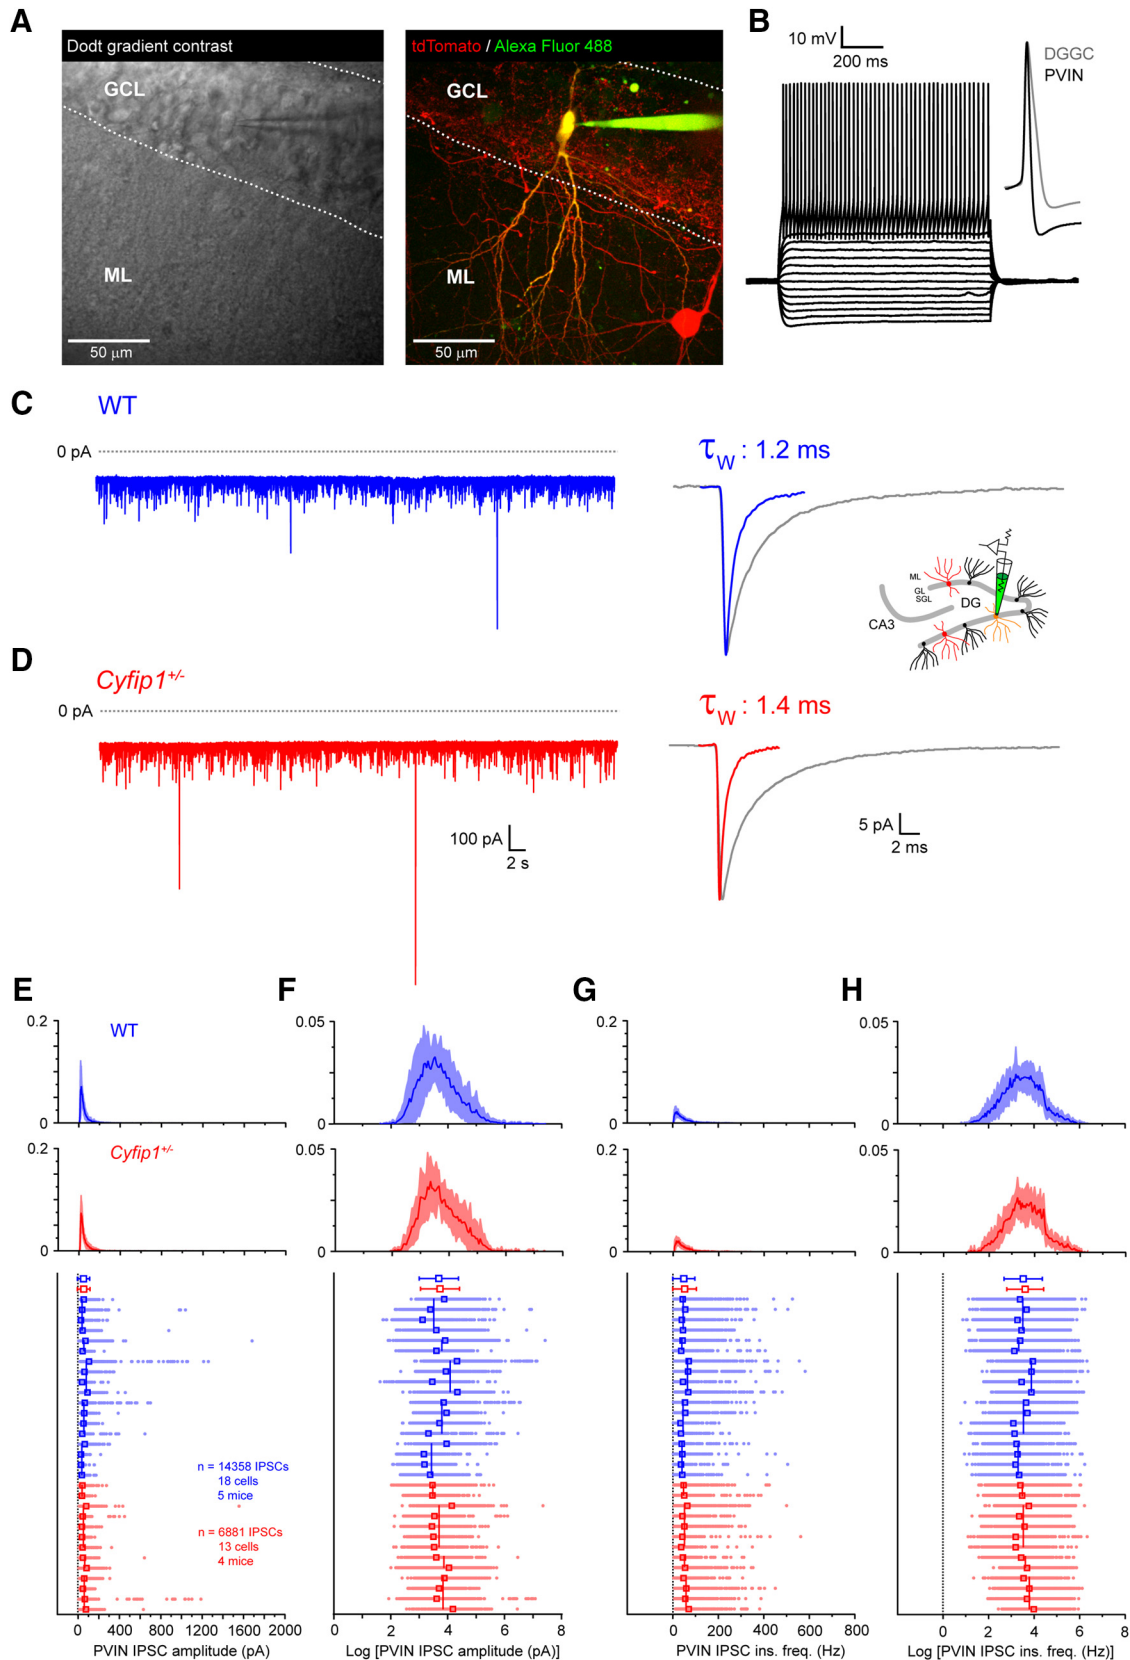 A
Dodt gradient contrast
GCL
ML
50 μm
tdTomato / Alexa Fluor 488
GCL
ML
50 μm
B
10 mV
200 ms
DGGC
PVIN
C
WT
0 pA
τW : 1.2 ms
ML
GL
SGL
DG
CA3
D
Cyfip1+/-
0 pA
τW : 1.4 ms
100 pA
2 s
5 pA
2 ms
E
0.2
WT
0
0.2
Cyfip1+/-
0
n = 14358 IPSCs
18 cells
5 mice
n = 6881 IPSCs
13 cells
4 mice
0 400 800 1200 1600 2000
PVIN IPSC amplitude (pA)
F
0.05
0
0.05
0
0 2 4 6 8
Log [PVIN IPSC amplitude (pA)]
G
0.2
0
0.2
0
0 200 400 600 800
PVIN IPSC ins. freq. (Hz)
H
0.05
0
0.05
0
0 2 4 6 8
Log [PVIN IPSC ins. freq. (Hz)]